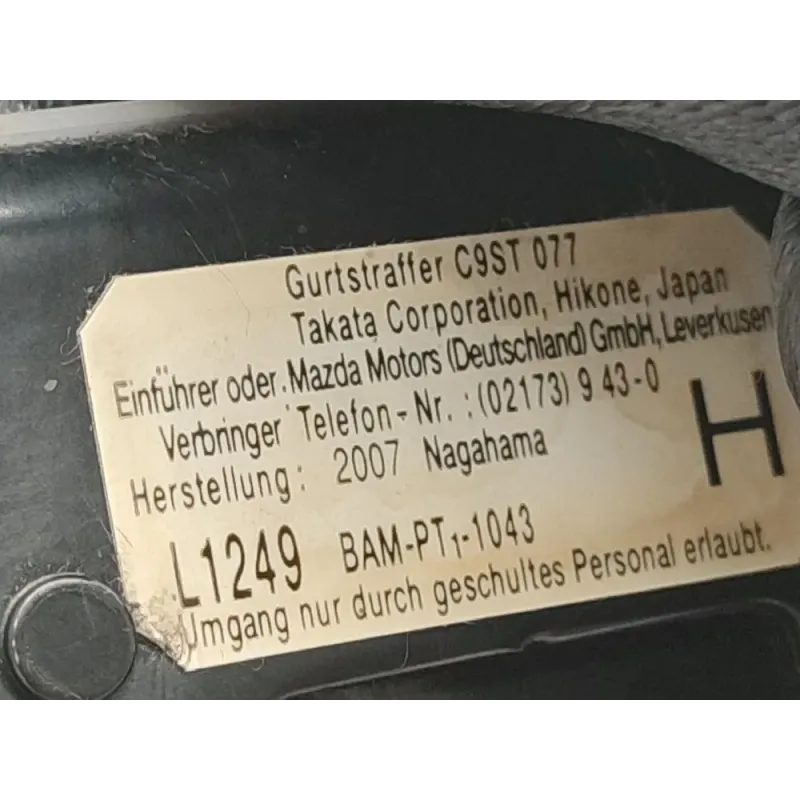 Gurtstraffer C9ST 077
Takata Corporation, Hikone, Japan
Einführer oder Mazda Motors (Deutschland) GmbH, Leverkusen
Verbringer Telefon-Nr. : (02173) 9 43-0
Herstellung: 2007 Nagahama
H
L1249 BAM-PT1-1043
Umgang nur durch geschultes Personal erlaubt.